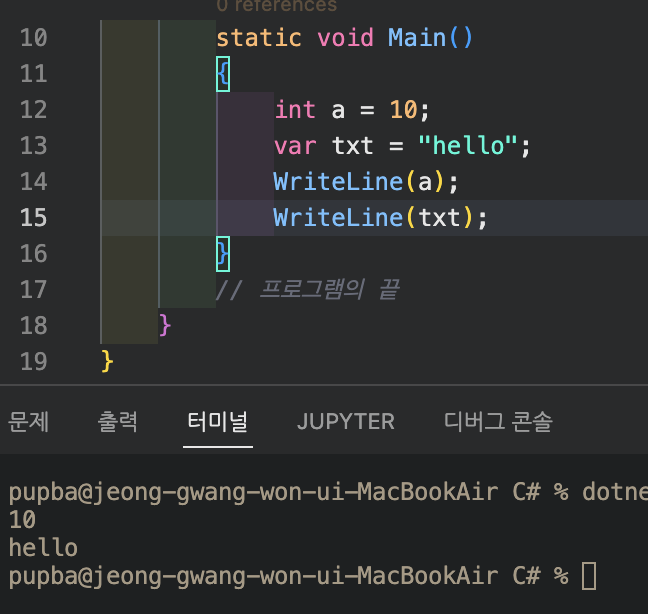 0 references
10 static void Main()
11 {
12 int a = 10;
13 var txt = "hello";
14 WriteLine(a);
15 WriteLine(txt);
16 }
17 // 프로그램의 끝
18 }
19 }
문제 출력 터미널 JUPYTER 디버그 콘솔
pupba@jeong-gwang-won-ui-MacBookAir C# % dotne
10
hello
pupba@jeong-gwang-won-ui-MacBookAir C# %